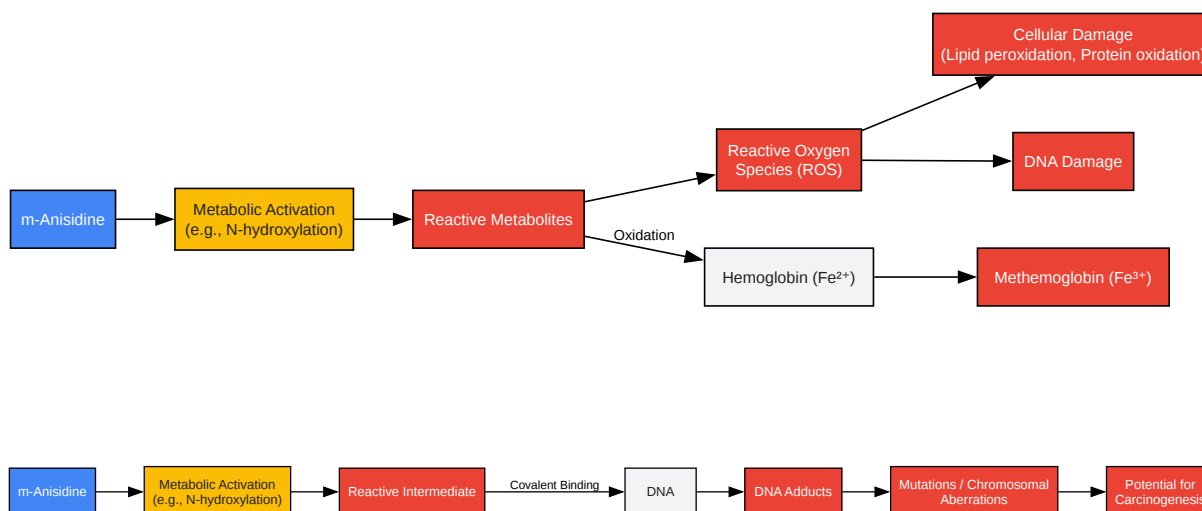 Cellular Damage
(Lipid peroxidation, Protein oxidation)
Reactive Oxygen
Species (ROS)
DNA Damage
m-Anisidine
Metabolic Activation
(e.g., N-hydroxylation)
Reactive Metabolites
Oxidation
Hemoglobin (Fe²⁺)
Methemoglobin (Fe³⁺)
m-Anisidine
Metabolic Activation
(e.g., N-hydroxylation)
Reactive Intermediate
Covalent Binding
DNA
DNA Adducts
Mutations / Chromosomal
Aberrations
Potential for
Carcinogenesis